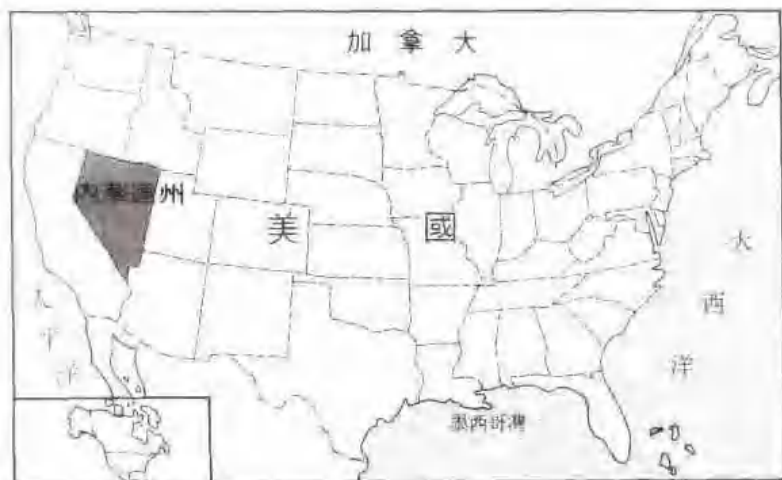 加拿大
內華達州
美國
大西洋
太平洋
墨西哥灣